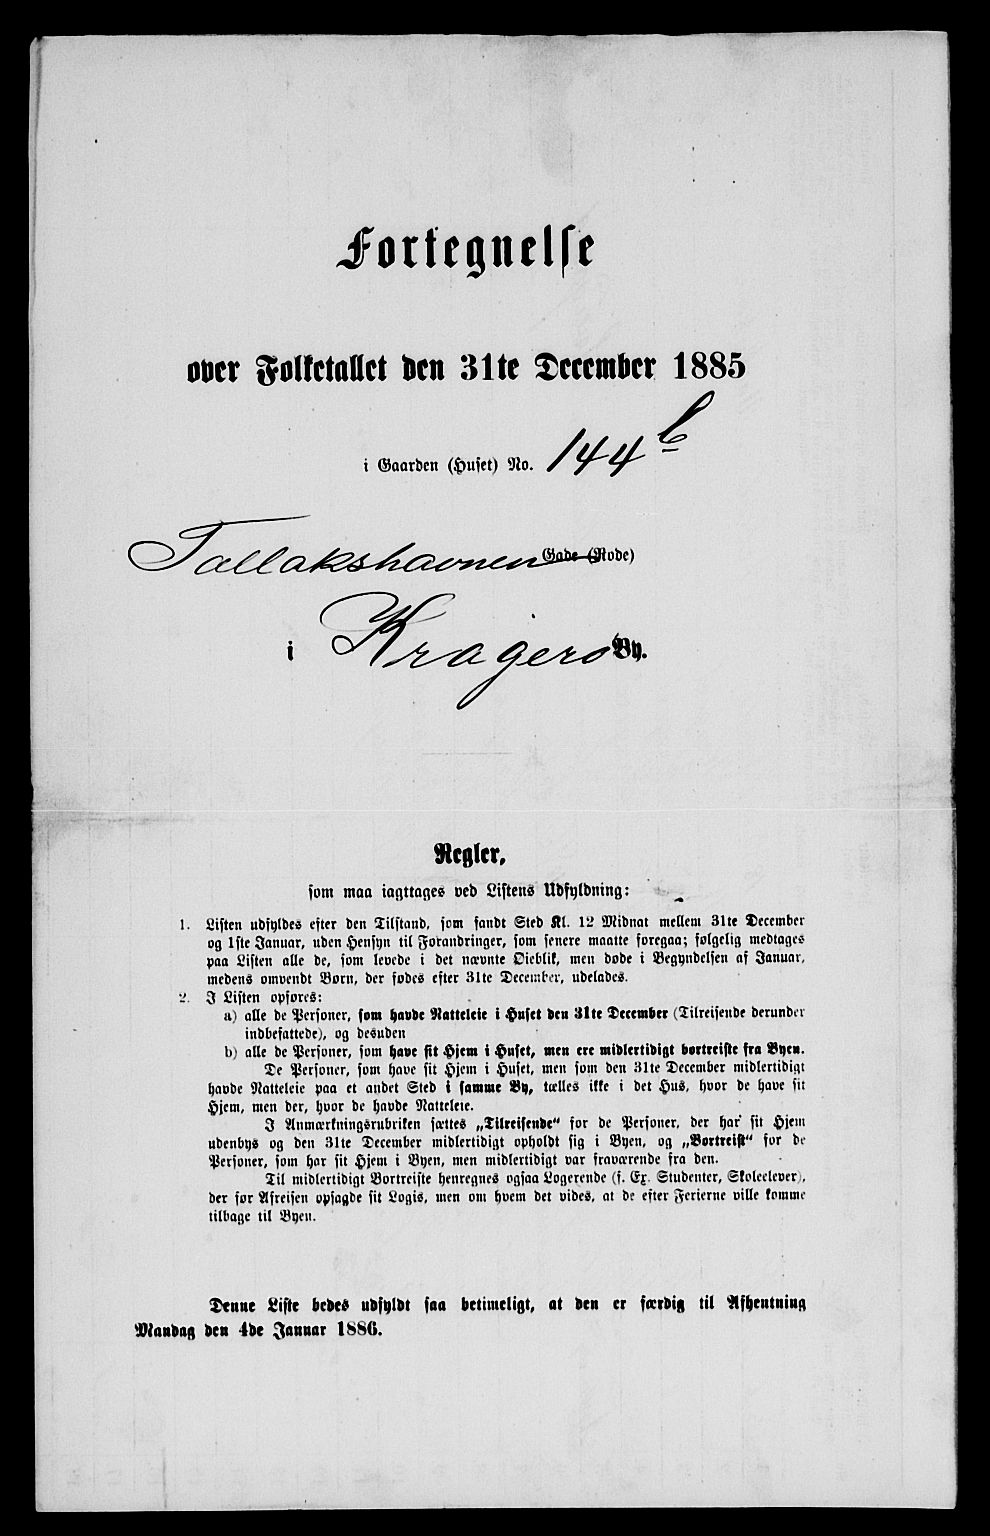 Fortegnelse
over Folketallet den 31te December 1885
i Gaarden (Huset) No. 144b
Tallakshavnen Gade (Rode)
i Kragerø By.
Regler,
som maa iagttages ved Listens Udfyldning:
1. Listen udfyldes efter den Tilstand, som fandt Sted Kl. 12 Midnat mellem 31te December
og 1ste Januar, uden Hensyn til Forandringer, som senere maatte foregaa; følgelig medtages
paa Listen alle de, som levede i det nævnte Øieblik, men døde i Begyndelsen af Januar,
medens omvendt Børn, der fødes efter 31te December, udelades.
2. I Listen opføres:
a) alle de Personer, som havde Natteleie i Huset den 31te December (Tilreisende derunder
indbefattede), og desuden
b) alle de Personer, som have sit Hjem i Huset, men ere midlertidigt bortreiste fra Byen.
De Personer, som have sit Hjem i Huset, men som den 31te December midlertidigt
havde Natteleie paa et andet Sted i samme By, tælles ikke i det Hus, hvor de have sit
Hjem, men der, hvor de havde Natteleie.
I Anmærkningsrubriken sættes „Tilreisende“ for de Personer, der har sit Hjem
udenbys og den 31te December midlertidigt opholdt sig i Byen, og „Bortreist“ for de
Personer, som har sit Hjem i Byen, men midlertidigt var fraværende fra den.
Til midlertidigt Bortreiste henregnes ogsaa Logerende (f. Ex. Studenter, Skoleelever),
der før Afreisen opsagde sit Logis, men om hvem det vides, at de efter Ferierne ville komme
tilbage til Byen.
Denne Liste bedes udfyldt saa betimeligt, at den er færdig til Afhentning
Mandag den 4de Januar 1886.